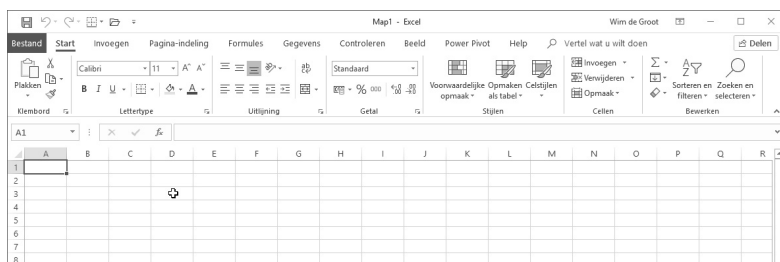 Map1 - Excel Wim de Groot
Bestand Start Invoegen Pagina-indeling Formules Gegevens Controleren Beeld Power Pivot Help Vertel wat u wilt doen Delen
Plakken Calibri 11 A A ab Standaard Voorwaardelijke opmaak Opmaken als tabel Celstijlen Invoegen Verwijderen Opmaak Sorteren en filteren Zoeken en selecteren
B I U A % 000
Klembord Lettertype Uitlijning Getal Stijlen Cellen Bewerken
A1 fx
A B C D E F G H I J K L M N O P Q R
1
2
3
4
5
6
7
8